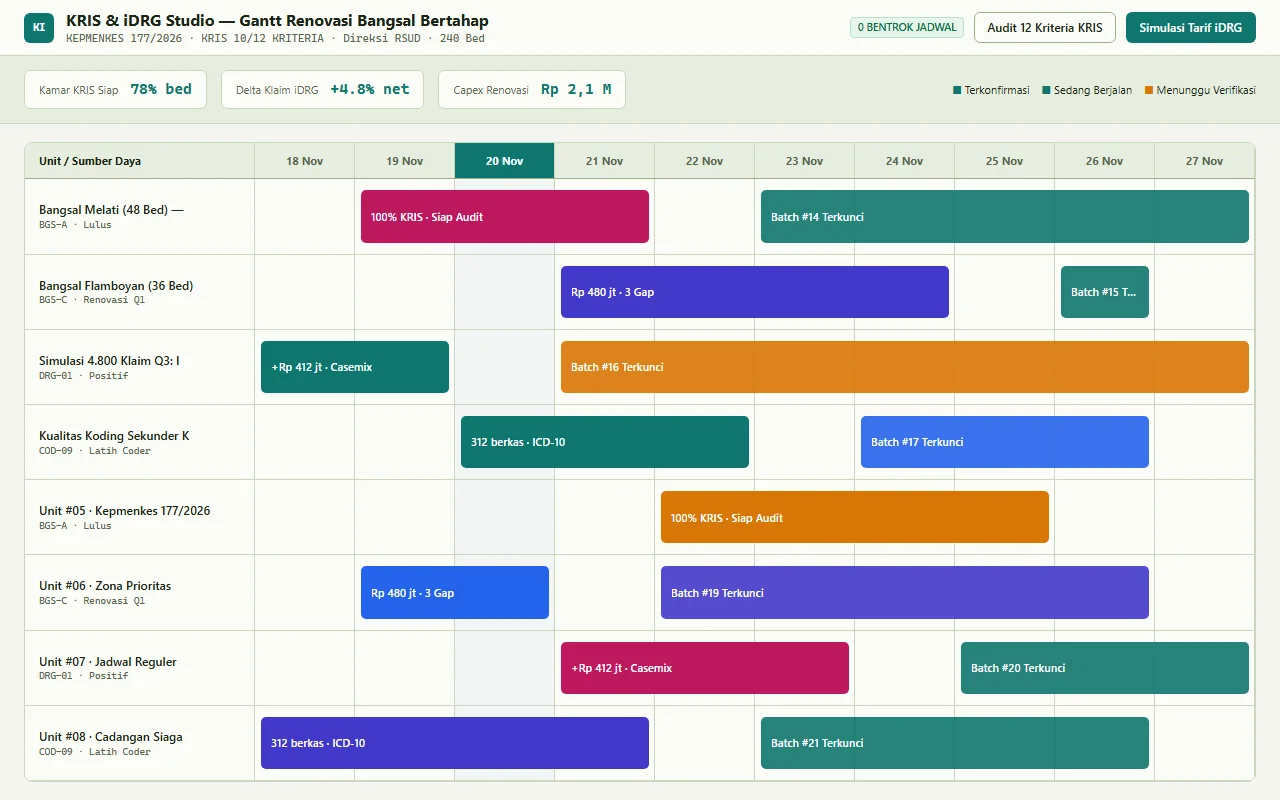 KI
KRIS & iDRG Studio — Gantt Renovasi Bangsal Bertahap
KEPMENKES 177/2026 · KRIS 10/12 KRITERIA · Direksi RSUD · 240 Bed
0 BENTROK JADWAL
Audit 12 Kriteria KRIS
Simulasi Tarif iDRG
Kamar KRIS Siap 78% bed
Delta Klaim iDRG +4.8% net
Capex Renovasi Rp 2,1 M
Terkonfirmasi
Sedang Berjalan
Menunggu Verifikasi
Unit / Sumber Daya 18 Nov 19 Nov 20 Nov 21 Nov 22 Nov 23 Nov 24 Nov 25 Nov 26 Nov 27 Nov
Bangsal Melati (48 Bed) —
BGS-A · Lulus
100% KRIS · Siap Audit
Batch #14 Terkunci
Bangsal Flamboyan (36 Bed)
BGS-C · Renovasi Q1
Rp 480 jt · 3 Gap
Batch #15 T...
Simulasi 4.800 Klaim Q3: I
DRG-01 · Positif
+Rp 412 jt · Casemix
Batch #16 Terkunci
Kualitas Koding Sekunder K
COD-09 · Latih Coder
312 berkas · ICD-10
Batch #17 Terkunci
Unit #05 · Kepmenkes 177/2026
BGS-A · Lulus
100% KRIS · Siap Audit
Unit #06 · Zona Prioritas
BGS-C · Renovasi Q1
Rp 480 jt · 3 Gap
Batch #19 Terkunci
Unit #07 · Jadwal Reguler
DRG-01 · Positif
+Rp 412 jt · Casemix
Batch #20 Terkunci
Unit #08 · Cadangan Siaga
COD-09 · Latih Coder
312 berkas · ICD-10
Batch #21 Terkunci